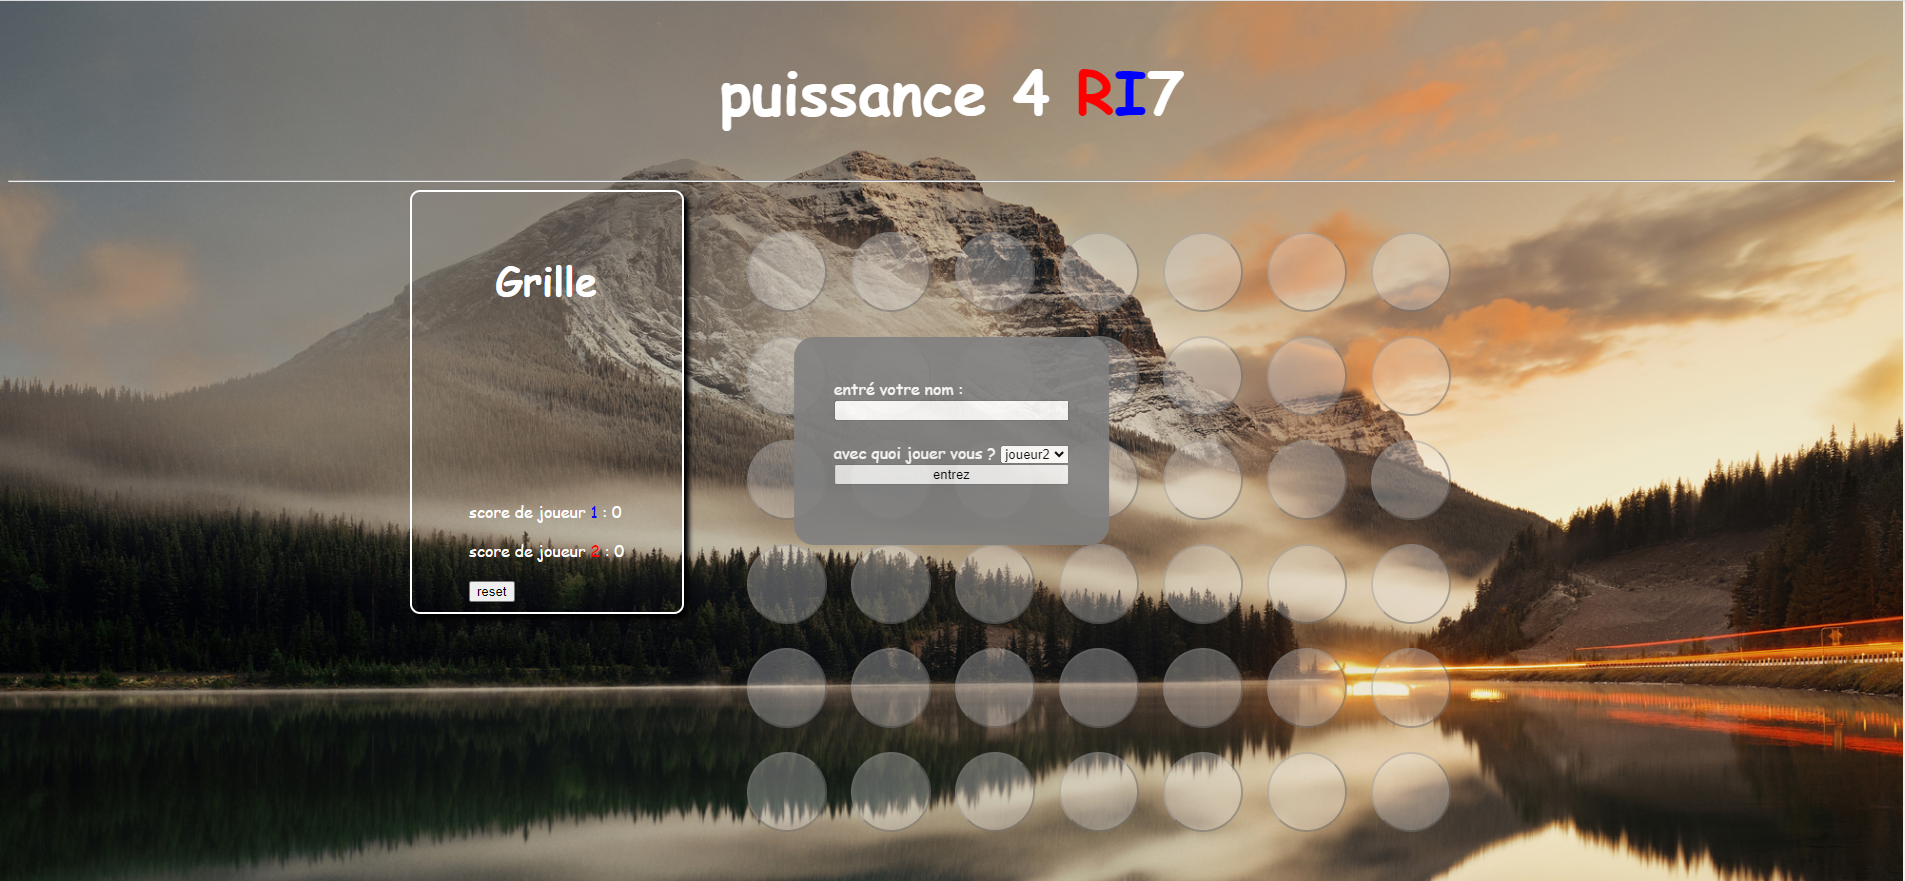 puissance 4 RI7
Grille
score de joueur 1 : 0
score de joueur 2 : 0
reset
entré votre nom :
avec quoi jouer vous ? joueur2
entrez